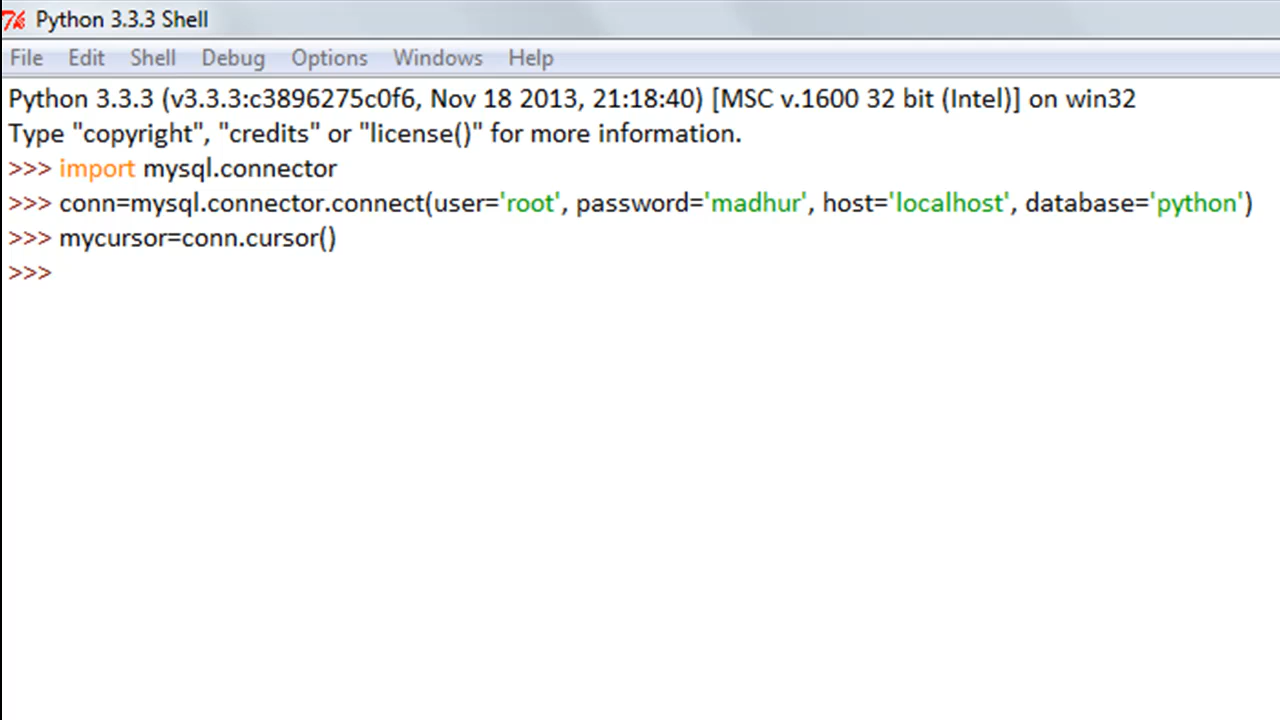 Python 3.3.3 Shell
File Edit Shell Debug Options Windows Help
Python 3.3.3 (v3.3.3:c3896275c0f6, Nov 18 2013, 21:18:40) [MSC v.1600 32 bit (Intel)] on win32
Type "copyright", "credits" or "license()" for more information.
>>> import mysql.connector
>>> conn=mysql.connector.connect(user='root', password='madhur', host='localhost', database='python')
>>> mycursor=conn.cursor()
>>>